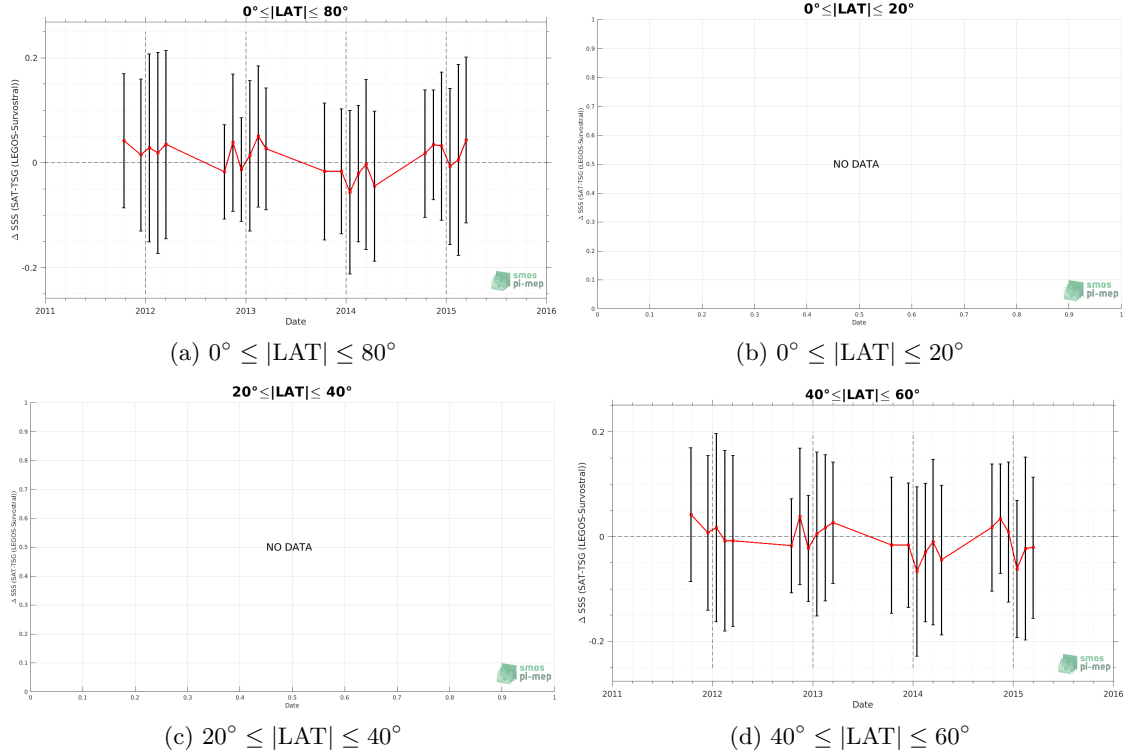 0°≤|LAT|≤ 80°
Δ SSS (SAT-TSG (LEGOS-Survostral))
0.2
0
-0.2
2011 2012 2013 2014 2015 2016
Date
smos
pi-mep
(a) 0° ≤ |LAT| ≤ 80°
0°≤|LAT|≤ 20°
Δ SSS (SAT-TSG (LEGOS-Survostral))
1
0.9
0.8
0.7
0.6
0.5
0.4
0.3
0.2
0.1
0
NO DATA
0 0.1 0.2 0.3 0.4 0.5 0.6 0.7 0.8 0.9 1
Date
smos
pi-mep
(b) 0° ≤ |LAT| ≤ 20°
20°≤|LAT|≤ 40°
Δ SSS (SAT-TSG (LEGOS-Survostral))
1
0.9
0.8
0.7
0.6
0.5
0.4
0.3
0.2
0.1
0
NO DATA
0 0.1 0.2 0.3 0.4 0.5 0.6 0.7 0.8 0.9 1
Date
smos
pi-mep
(c) 20° ≤ |LAT| ≤ 40°
40°≤|LAT|≤ 60°
Δ SSS (SAT-TSG (LEGOS-Survostral))
0.2
0
-0.2
2011 2012 2013 2014 2015 2016
Date
smos
pi-mep
(d) 40° ≤ |LAT| ≤ 60°